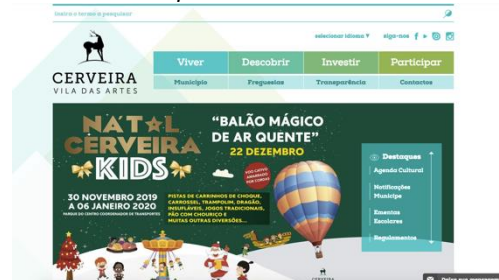 Insira o termo a pesquisar
selecionar idioma
siga-nos
CERVEIRA
VILA DAS ARTES
Viver
Descobrir
Investir
Participar
Município
Freguesias
Transparência
Contactos
NATAL
CERVEIRA
KIDS
30 NOVEMBRO 2019
A 06 JANEIRO 2020
PARQUE DO CENTRO COORDENADOR DE TRANSPORTES
"BALÃO MÁGICO
DE AR QUENTE"
22 DEZEMBRO
PISTAS DE CARRINHOS DE CHOQUE,
CARROSSEL, TRAMPOLIM, DRAGÃO,
INSUFLÁVEIS, JOGOS TRADICIONAIS,
PÃO COM CHOURIÇO E
MUITAS OUTRAS DIVERSÕES...
Destaques
Agenda Cultural
Notificações
Munícipe
Ementas
Escolares
Regulamentos
CERVEIRA